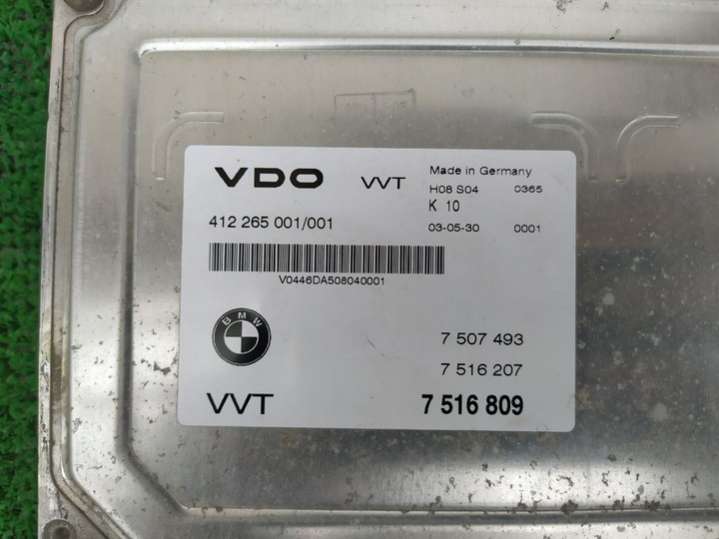 VDO VVT
Made in Germany
H08 S04 0365
K 10
412 265 001/001
03-05-30 0001
V0446DA508040001
BMW
7 507 493
7 516 207
VVT 7 516 809